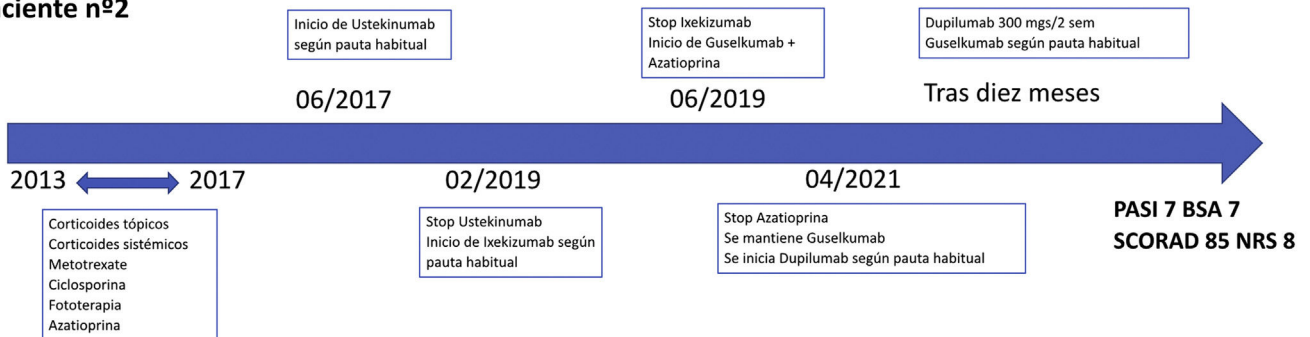 ciente nº2
Inicio de Ustekinumab
según pauta habitual
Stop Ixekizumab
Inicio de Guselkumab +
Azatioprina
Dupilumab 300 mgs/2 sem
Guselkumab según pauta habitual
06/2017
06/2019
Tras diez meses
2013
2017
02/2019
04/2021
Corticoides tópicos
Corticoides sistémicos
Metotrexate
Ciclosporina
Fototerapia
Azatioprina
Stop Ustekinumab
Inicio de Ixekizumab según
pauta habitual
Stop Azatioprina
Se mantiene Guselkumab
Se inicia Dupilumab según pauta habitual
PASI 7 BSA 7
SCORAD 85 NRS 8